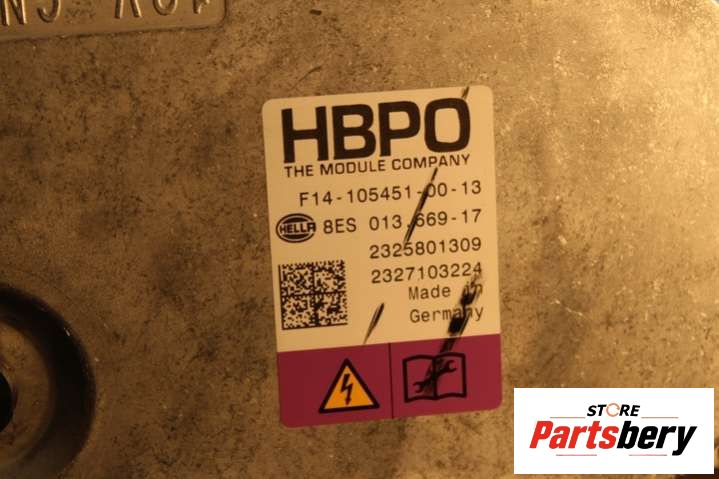 HBPO
THE MODULE COMPANY
F14-105451-00-13
HELLA 8ES 013.669-17
2325801309
2327103224
Made in
Germany
STORE
Partsbery